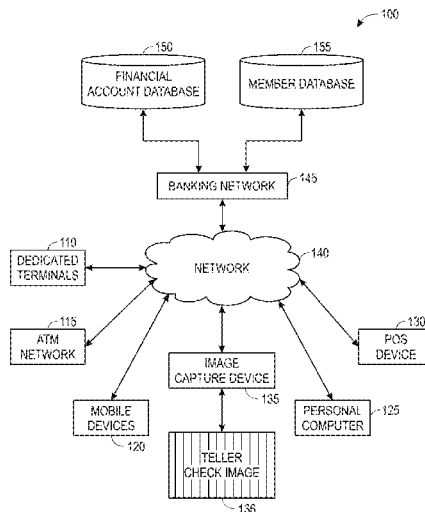 100
150
155
FINANCIAL
ACCOUNT DATABASE
MEMBER DATABASE
BANKING NETWORK
145
110
DEDICATED
TERMINALS
140
NETWORK
115
ATM
NETWORK
130
POS
DEVICE
IMAGE
CAPTURE DEVICE
135
MOBILE
DEVICES
120
PERSONAL
COMPUTER
125
TELLER
CHECK IMAGE
136